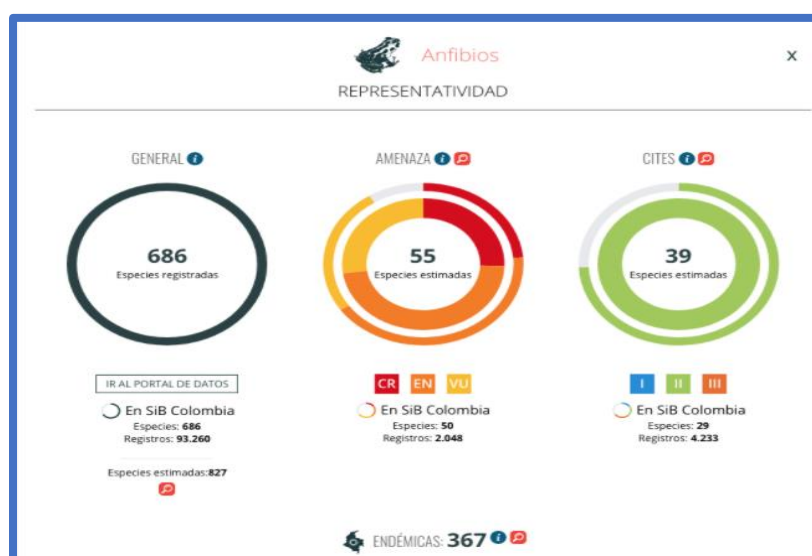 Anfibios
X
REPRESENTATIVIDAD
GENERAL i
686
Especies registradas
IR AL PORTAL DE DATOS
En SiB Colombia
Especies: 686
Registros: 93.260
Especies estimadas:827
AMENAZA i
55
Especies estimadas
CR EN VU
En SiB Colombia
Especies: 50
Registros: 2.048
CITES i
39
Especies estimadas
I II III
En SiB Colombia
Especies: 29
Registros: 4.233
ENDÉMICAS: 367 i